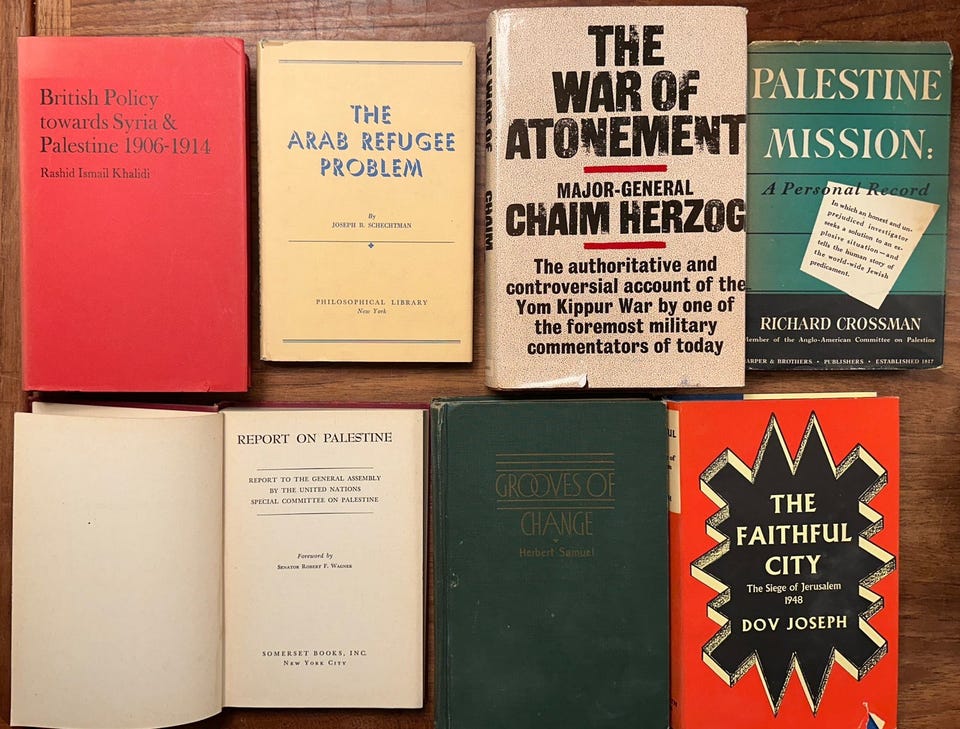 British Policy
towards Syria &
Palestine 1906-1914
Rashid Ismail Khalidi
THE
ARAB REFUGEE
PROBLEM
By
JOSEPH B. SCHECHTMAN
PHILOSOPHICAL LIBRARY
New York
THE WAR OF
CHAIM
THE
WAR OF
ATONEMENT
MAJOR-GENERAL
CHAIM HERZOG
The authoritative and
controversial account of the
Yom Kippur War by one of
the foremost military
commentators of today
PALESTINE
MISSION:
A Personal Record
In which an honest and un-
prejudiced investigator
seeks a solution to an ex-
plosive situation—and
tells the human story of
the world-wide Jewish
predicament.
RICHARD CROSSMAN
Member of the Anglo-American Committee on Palestine
HARPER & BROTHERS • PUBLISHERS • ESTABLISHED 1817
REPORT ON PALESTINE
REPORT TO THE GENERAL ASSEMBLY
BY THE UNITED NATIONS
SPECIAL COMMITTEE ON PALESTINE
Foreword by
SENATOR ROBERT F. WAGNER
SOMERSET BOOKS, INC.
NEW YORK CITY
GROOVES OF
CHANGE
Herbert Samuel
THE
FAITHFUL
CITY
The Siege of Jerusalem
1948
DOV JOSEPH